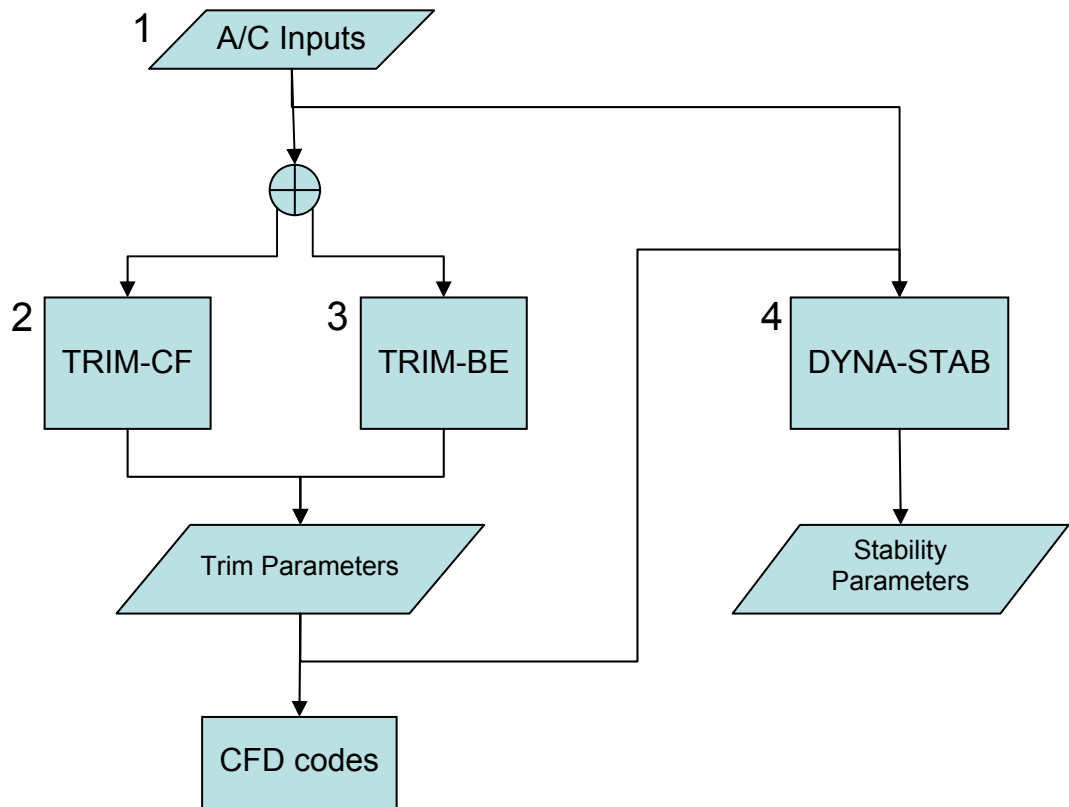 1
A/C Inputs
2
TRIM-CF
3
TRIM-BE
4
DYNA-STAB
Trim Parameters
Stability
Parameters
CFD codes